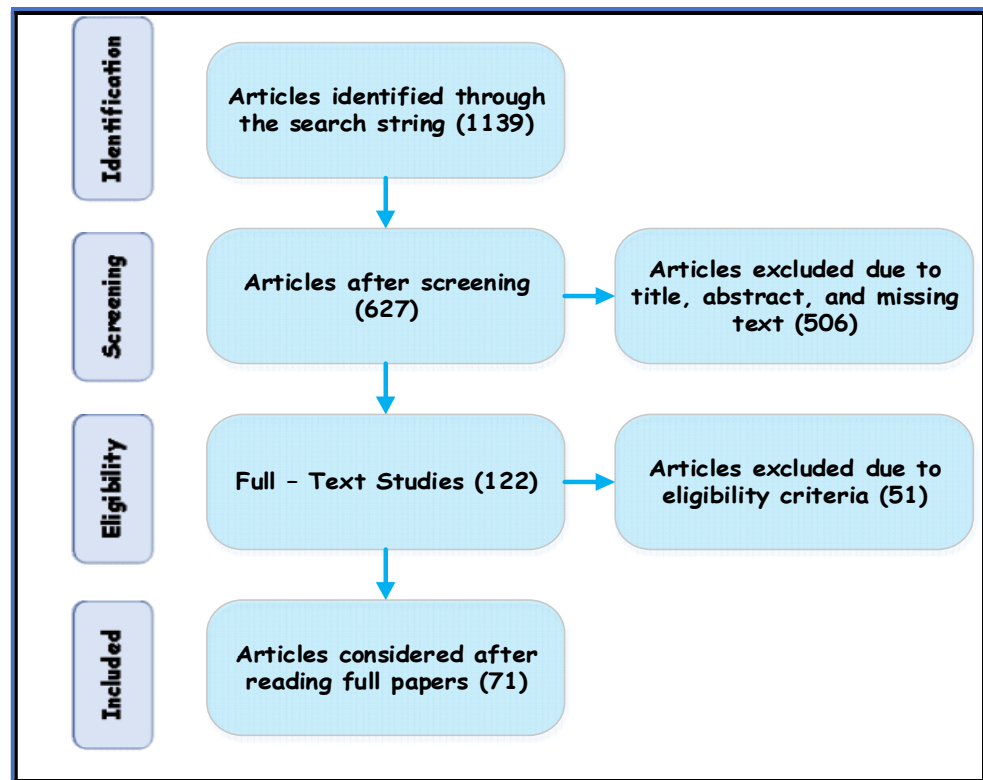 Identification
Articles identified through
the search string (1139)
Screening
Articles after screening
(627)
Articles excluded due to
title, abstract, and missing
text (506)
Eligibility
Full - Text Studies (122)
Articles excluded due to
eligibility criteria (51)
Included
Articles considered after
reading full papers (71)